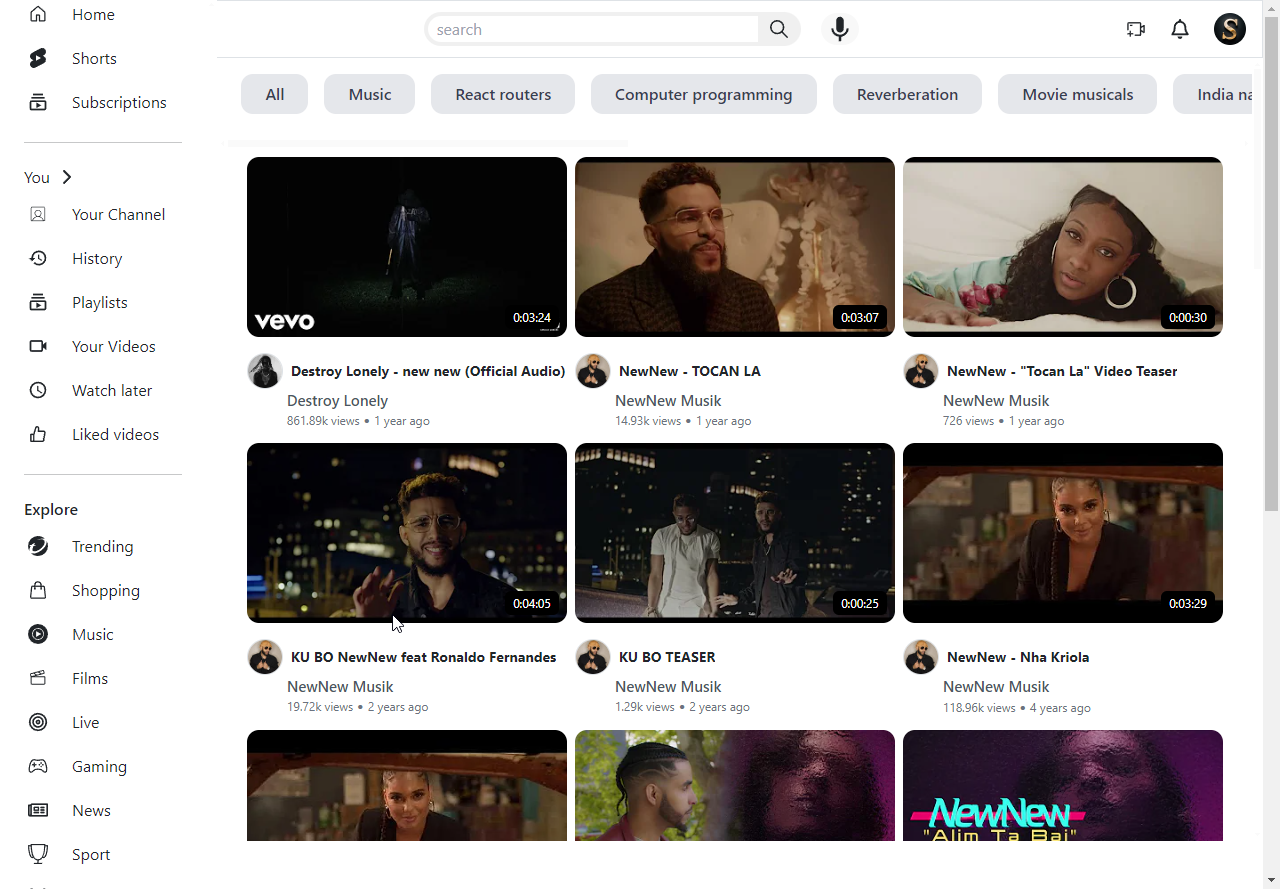 Home
search
Shorts
Subscriptions
All
Music
React routers
Computer programming
Reverberation
Movie musicals
India na
You
Your Channel
History
Playlists
Your Videos
Watch later
Liked videos
Explore
Trending
Shopping
Music
Films
Live
Gaming
News
Sport
S
vevo
0:03:24
Destroy Lonely - new new (Official Audio)
Destroy Lonely
861.89k views • 1 year ago
0:03:07
NewNew - TOCAN LA
NewNew Musik
14.93k views • 1 year ago
0:00:30
NewNew - "Tocan La" Video Teaser
NewNew Musik
726 views • 1 year ago
0:04:05
KU BO NewNew feat Ronaldo Fernandes
NewNew Musik
19.72k views • 2 years ago
0:00:25
KU BO TEASER
NewNew Musik
1.29k views • 2 years ago
0:03:29
NewNew - Nha Kriola
NewNew Musik
118.96k views • 4 years ago
NewNew
"Alim Ta Bai"